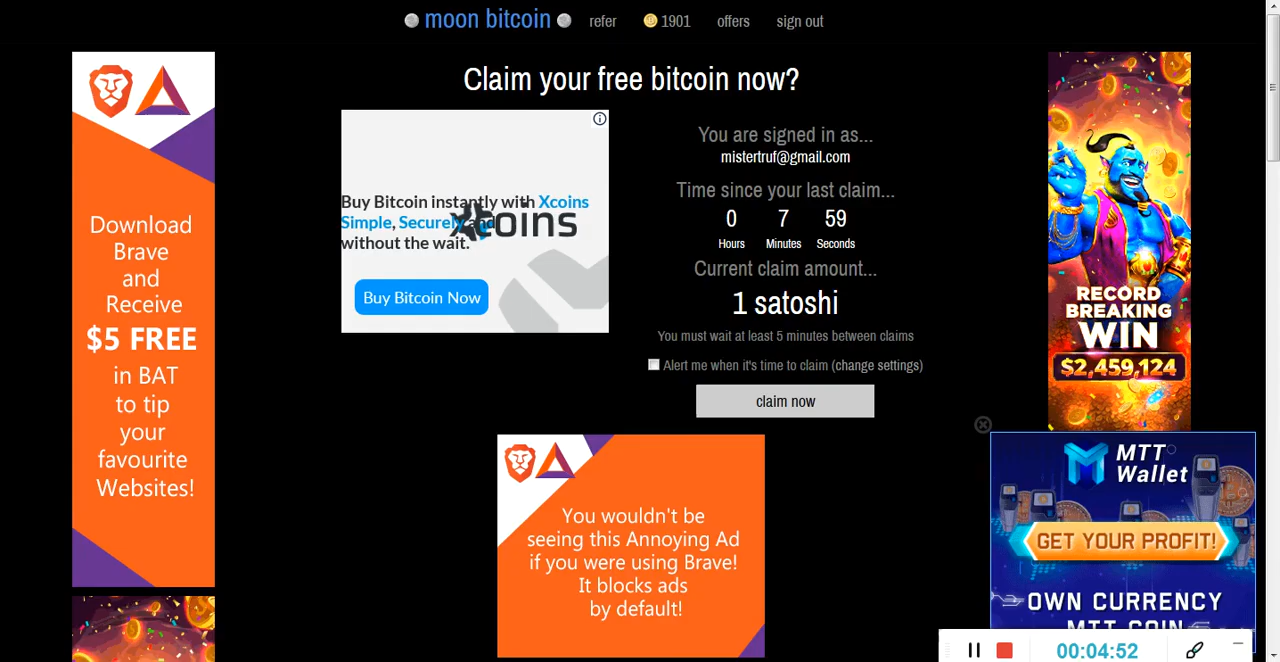 moon bitcoin
refer
1901
offers
sign out
Claim your free bitcoin now?
Download
Brave
and
Receive
$5 FREE
in BAT
to tip
your
favourite
Websites!
Buy Bitcoin instantly with Xcoins
Simple, Securely and
without the wait.
xcoins
Buy Bitcoin Now
You are signed in as...
mistertruf@gmail.com
Time since your last claim...
0 7 59
Hours Minutes Seconds
Current claim amount...
1 satoshi
You must wait at least 5 minutes between claims
Alert me when it's time to claim (change settings)
claim now
You wouldn't be
seeing this Annoying Ad
if you were using Brave!
It blocks ads
by default!
RECORD
BREAKING
WIN
$2,459,124
MTT
Wallet
GET YOUR PROFIT!
OWN CURRENCY
MTT COIN
00:04:52